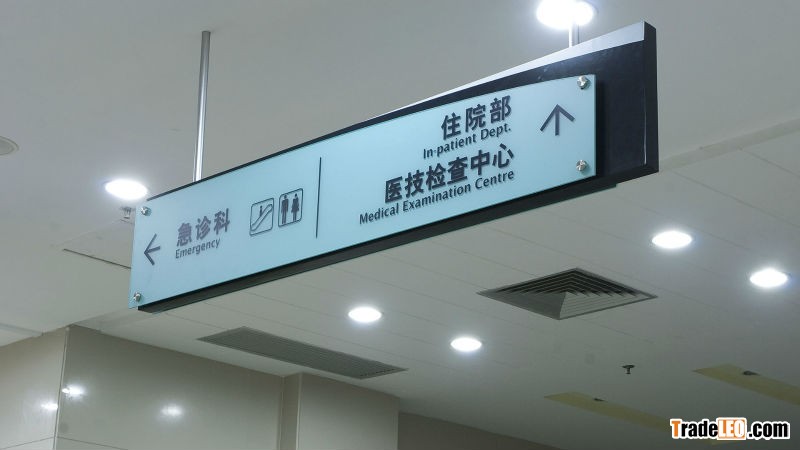 急诊科
Emergency
住院部
In-patient Dept.
医技检查中心
Medical Examination Centre
TradeLEO.com